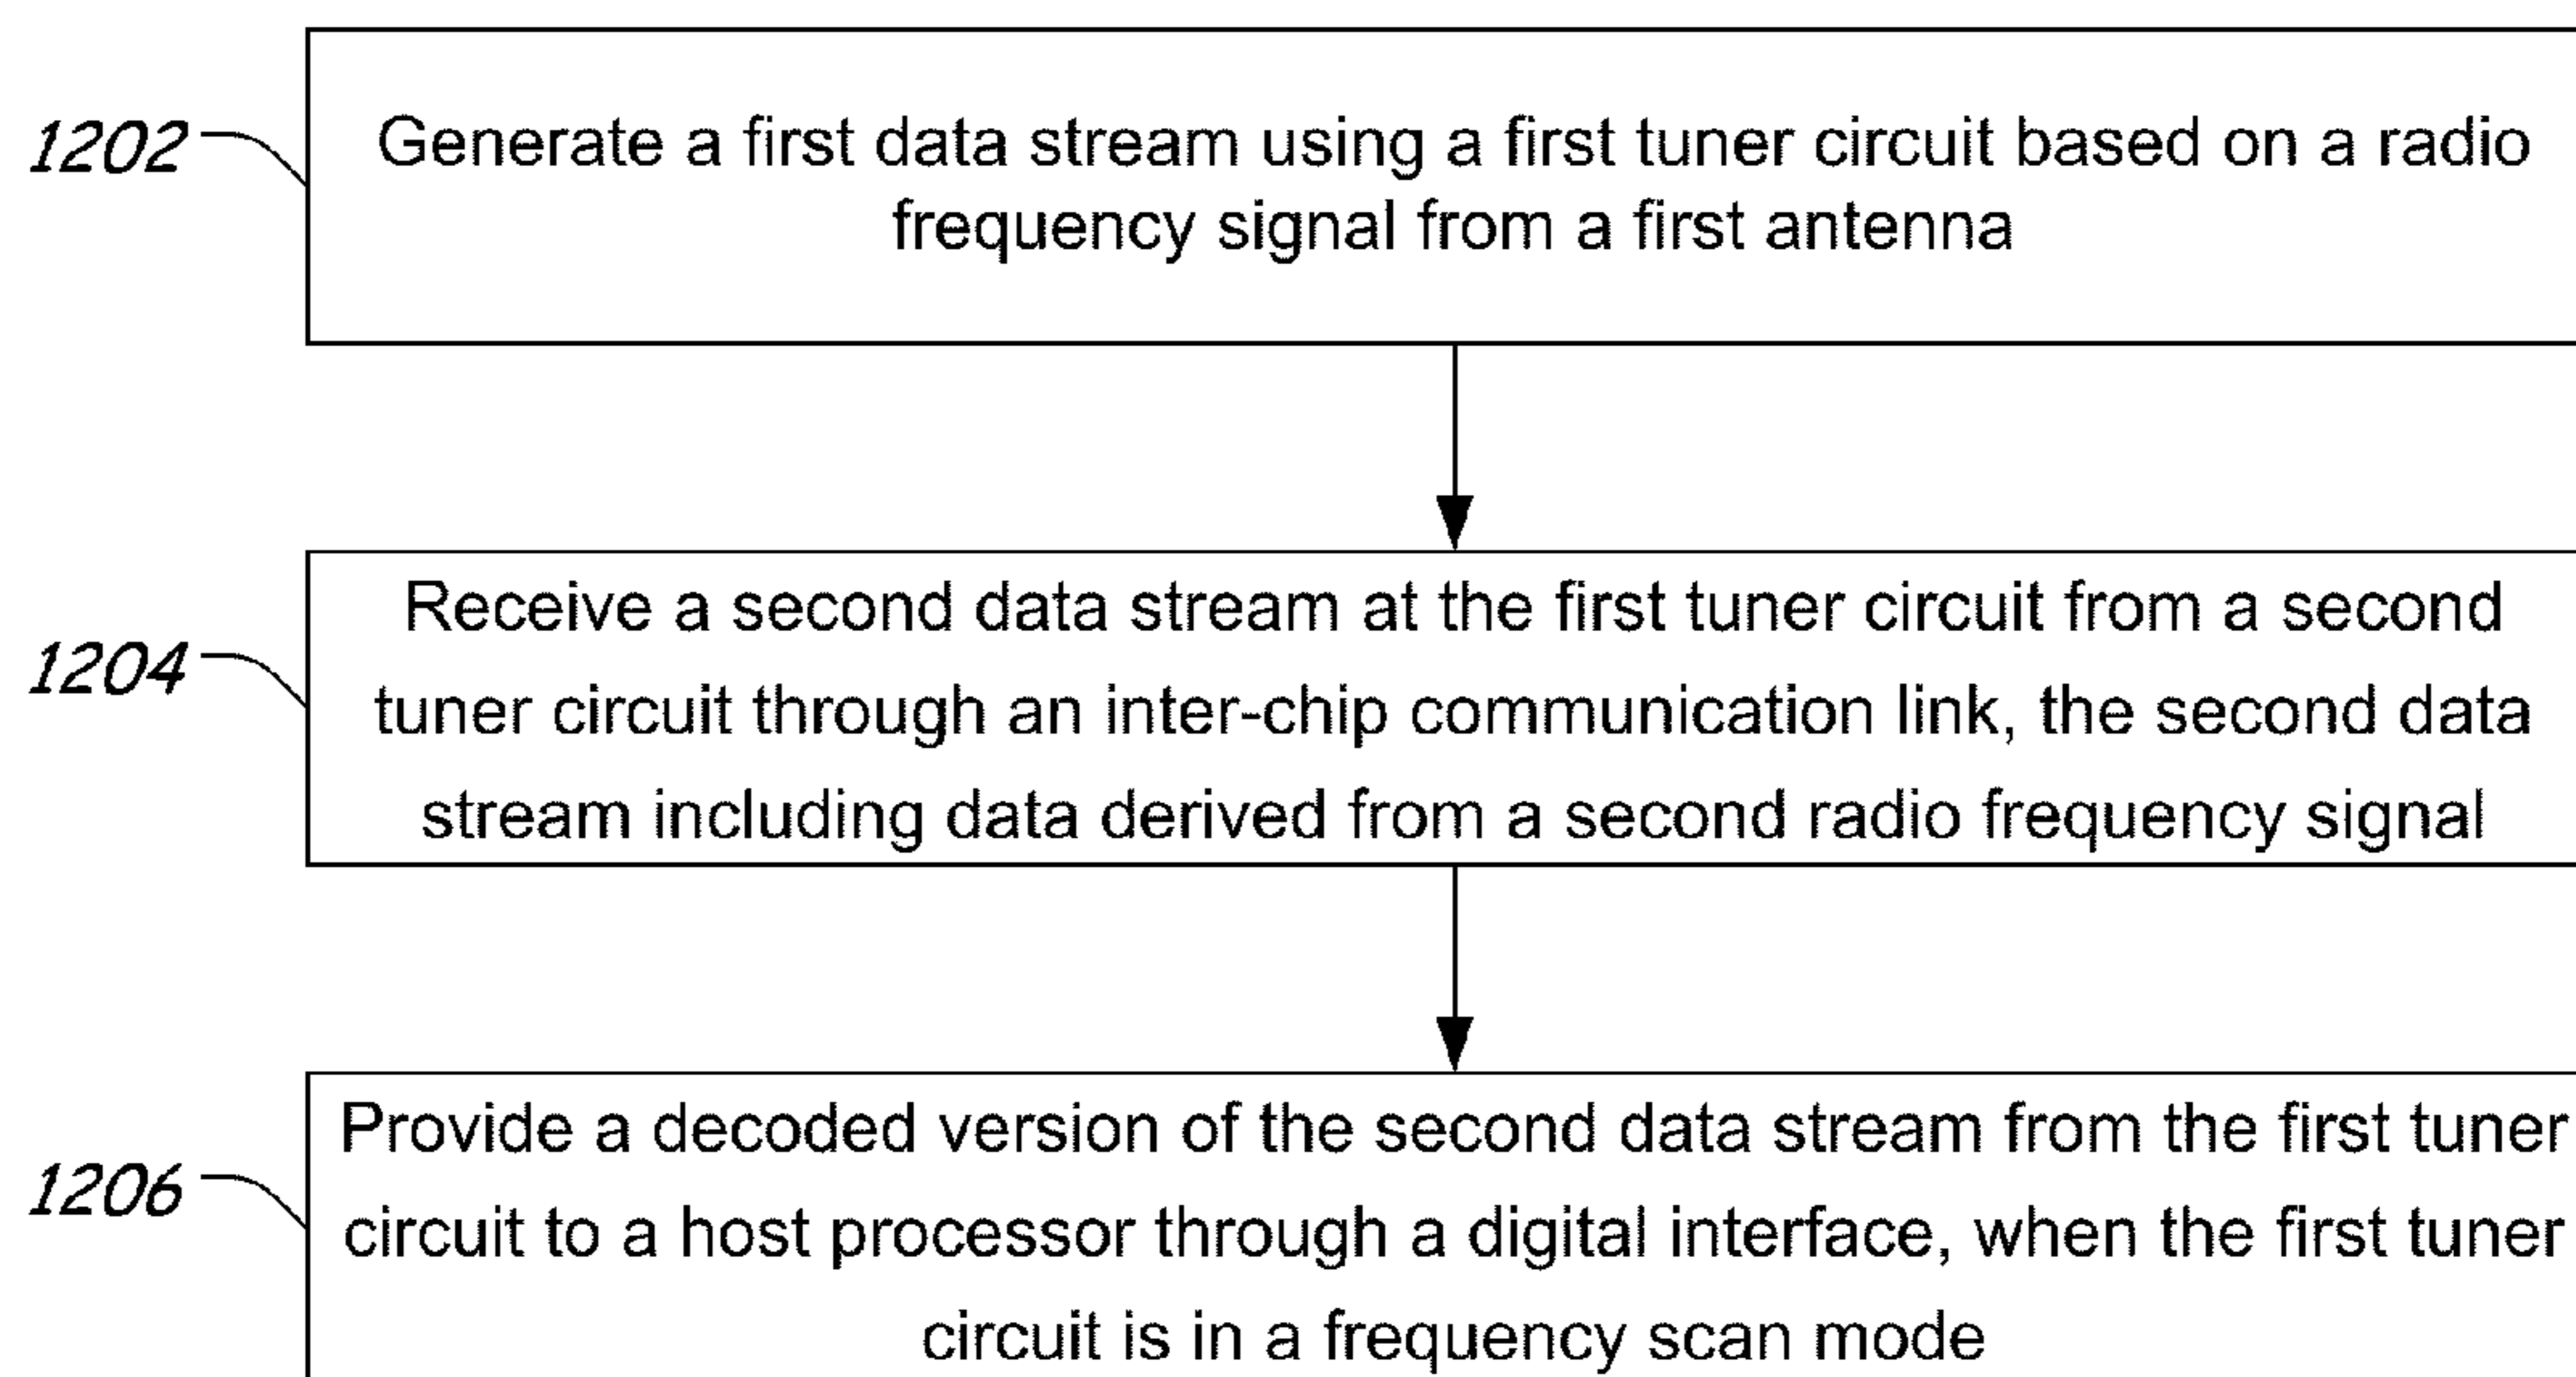 1202
Generate a first data stream using a first tuner circuit based on a radio
frequency signal from a first antenna
1204
Receive a second data stream at the first tuner circuit from a second
tuner circuit through an inter-chip communication link, the second data
stream including data derived from a second radio frequency signal
1206
Provide a decoded version of the second data stream from the first tuner
circuit to a host processor through a digital interface, when the first tuner
circuit is in a frequency scan mode